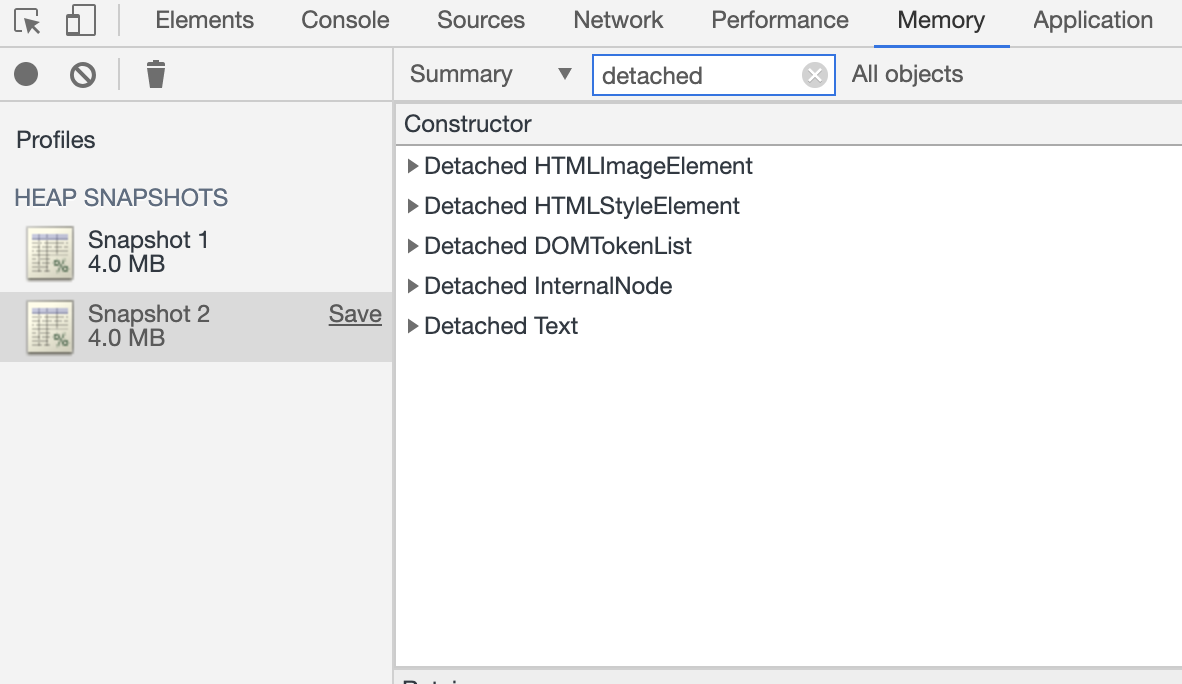 Elements Console Sources Network Performance Memory Application
Summary ▼ detached All objects
Profiles
HEAP SNAPSHOTS
Snapshot 1
4.0 MB
Snapshot 2 Save
4.0 MB
Constructor
Detached HTMLImageElement
Detached HTMLStyleElement
Detached DOMTokenList
Detached InternalNode
Detached Text